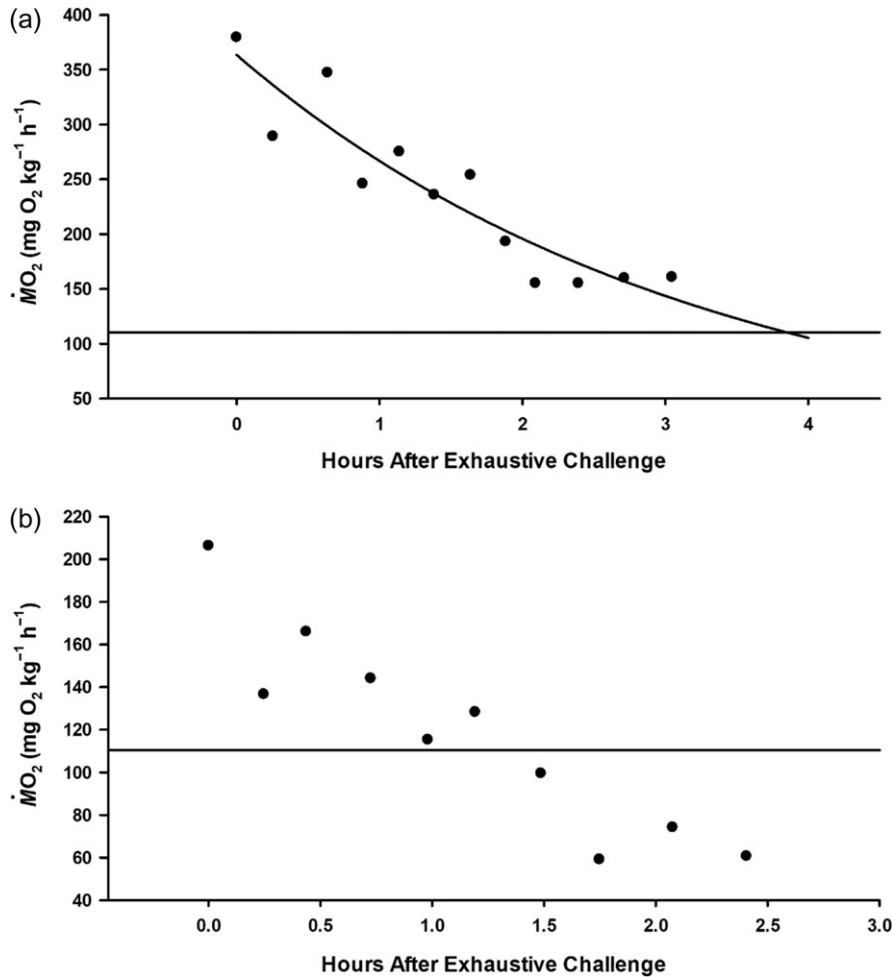 (a)
400
350
300
250
200
150
100
50
ṀO₂ (mg O₂ kg⁻¹ h⁻¹)
0 1 2 3 4
Hours After Exhaustive Challenge
(b)
220
200
180
160
140
120
100
80
60
40
ṀO₂ (mg O₂ kg⁻¹ h⁻¹)
0.0 0.5 1.0 1.5 2.0 2.5 3.0
Hours After Exhaustive Challenge